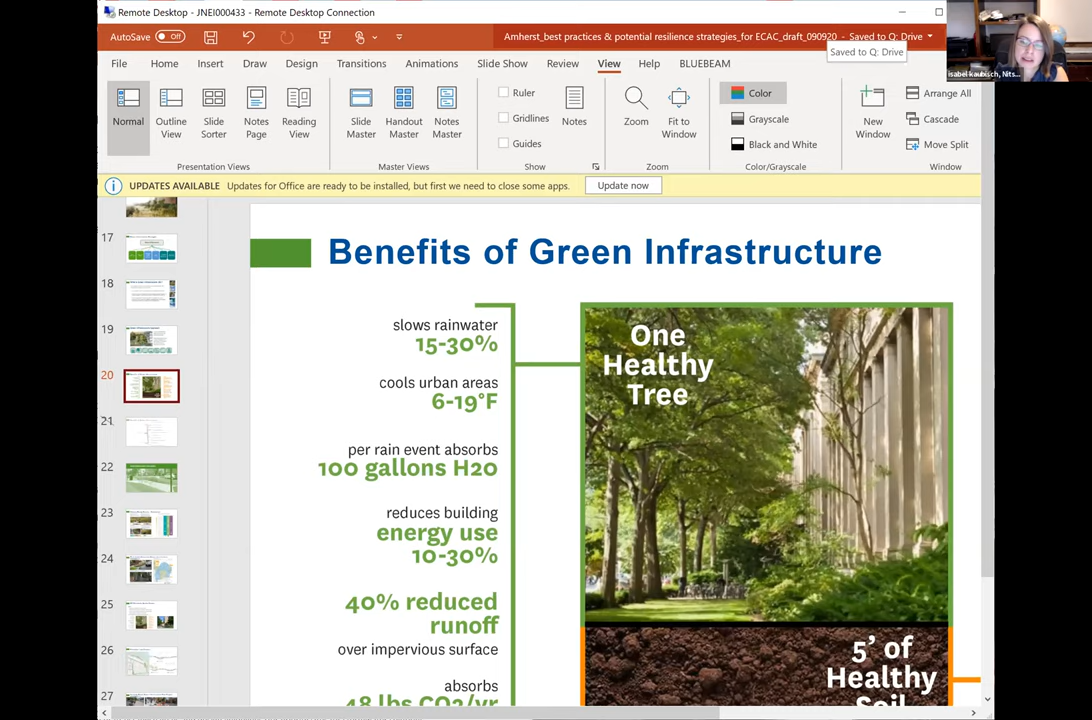 Remote Desktop - JNEI000433 - Remote Desktop Connection
AutoSave Off
Amherst_best practices & potential resilience strategies_for ECAC_draft_090920 - Saved to Q: Drive
Saved to Q: Drive
isabel kaubisch, Nits...
File Home Insert Draw Design Transitions Animations Slide Show Review View Help BLUEBEAM
Normal
Outline View
Slide Sorter
Notes Page
Reading View
Presentation Views
Slide Master
Handout Master
Notes Master
Master Views
Ruler
Gridlines
Guides
Notes
Show
Zoom
Fit to Window
Zoom
Color
Grayscale
Black and White
Color/Grayscale
New Window
Arrange All
Cascade
Move Split
Window
UPDATES AVAILABLE Updates for Office are ready to be installed, but first we need to close some apps. Update now
17
18
19
20
21
22
23
24
25
26
27
Benefits of Green Infrastructure
slows rainwater
15-30%
cools urban areas
6-19°F
per rain event absorbs
100 gallons H20
reduces building
energy use
10-30%
40% reduced
runoff
over impervious surface
absorbs
48 lbs CO2/yr
One
Healthy
Tree
5' of
Healthy
Soil